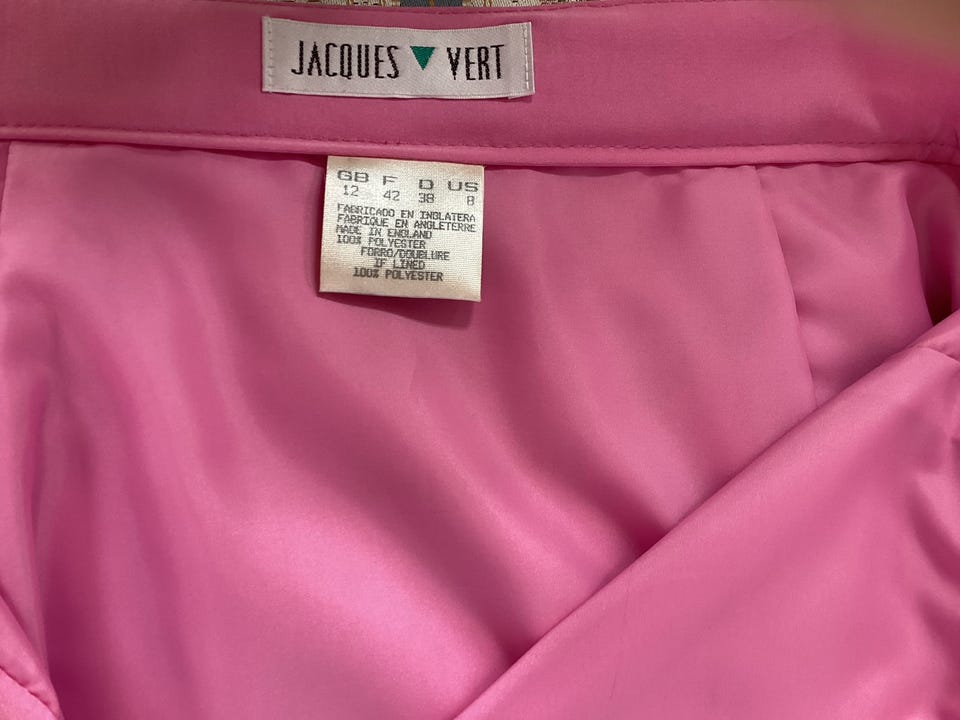 JACQUES VERT
GB F D US
12 42 38 8
FABRICADO EN INGLATERA
FABRIQUE EN ANGLETERRE
MADE IN ENGLAND
100% POLYESTER
FORRO/DOUBLURE
IF LINED
100% POLYESTER